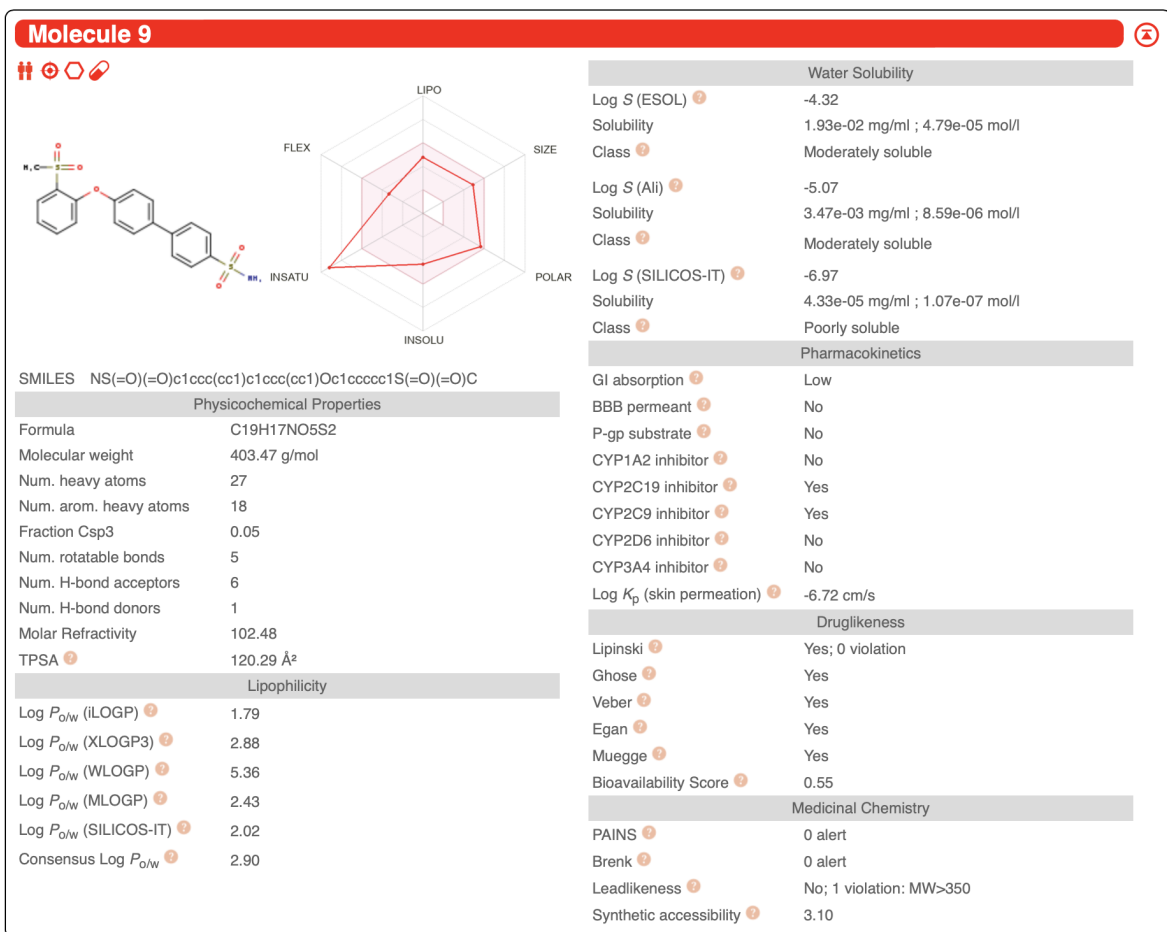 Molecule 9
LIPO
FLEX
SIZE
INSATU
POLAR
INSOLU
H3C
S
O
O
O
S
O
O
NH2
SMILES NS(=O)(=O)c1ccc(cc1)c1ccc(cc1)Oc1ccccc1S(=O)(=O)C
Physicochemical Properties
Formula C19H17NO5S2
Molecular weight 403.47 g/mol
Num. heavy atoms 27
Num. arom. heavy atoms 18
Fraction Csp3 0.05
Num. rotatable bonds 5
Num. H-bond acceptors 6
Num. H-bond donors 1
Molar Refractivity 102.48
TPSA ? 120.29 Å²
Lipophilicity
Log Po/w (iLOGP) ? 1.79
Log Po/w (XLOGP3) ? 2.88
Log Po/w (WLOGP) ? 5.36
Log Po/w (MLOGP) ? 2.43
Log Po/w (SILICOS-IT) ? 2.02
Consensus Log Po/w ? 2.90
Water Solubility
Log S (ESOL) ? -4.32
Solubility 1.93e-02 mg/ml ; 4.79e-05 mol/l
Class ? Moderately soluble
Log S (Ali) ? -5.07
Solubility 3.47e-03 mg/ml ; 8.59e-06 mol/l
Class ? Moderately soluble
Log S (SILICOS-IT) ? -6.97
Solubility 4.33e-05 mg/ml ; 1.07e-07 mol/l
Class ? Poorly soluble
Pharmacokinetics
GI absorption ? Low
BBB permeant ? No
P-gp substrate ? No
CYP1A2 inhibitor ? No
CYP2C19 inhibitor ? Yes
CYP2C9 inhibitor ? Yes
CYP2D6 inhibitor ? No
CYP3A4 inhibitor ? No
Log Kp (skin permeation) ? -6.72 cm/s
Druglikeness
Lipinski ? Yes; 0 violation
Ghose ? Yes
Veber ? Yes
Egan ? Yes
Muegge ? Yes
Bioavailability Score ? 0.55
Medicinal Chemistry
PAINS ? 0 alert
Brenk ? 0 alert
Leadlikeness ? No; 1 violation: MW>350
Synthetic accessibility ? 3.10